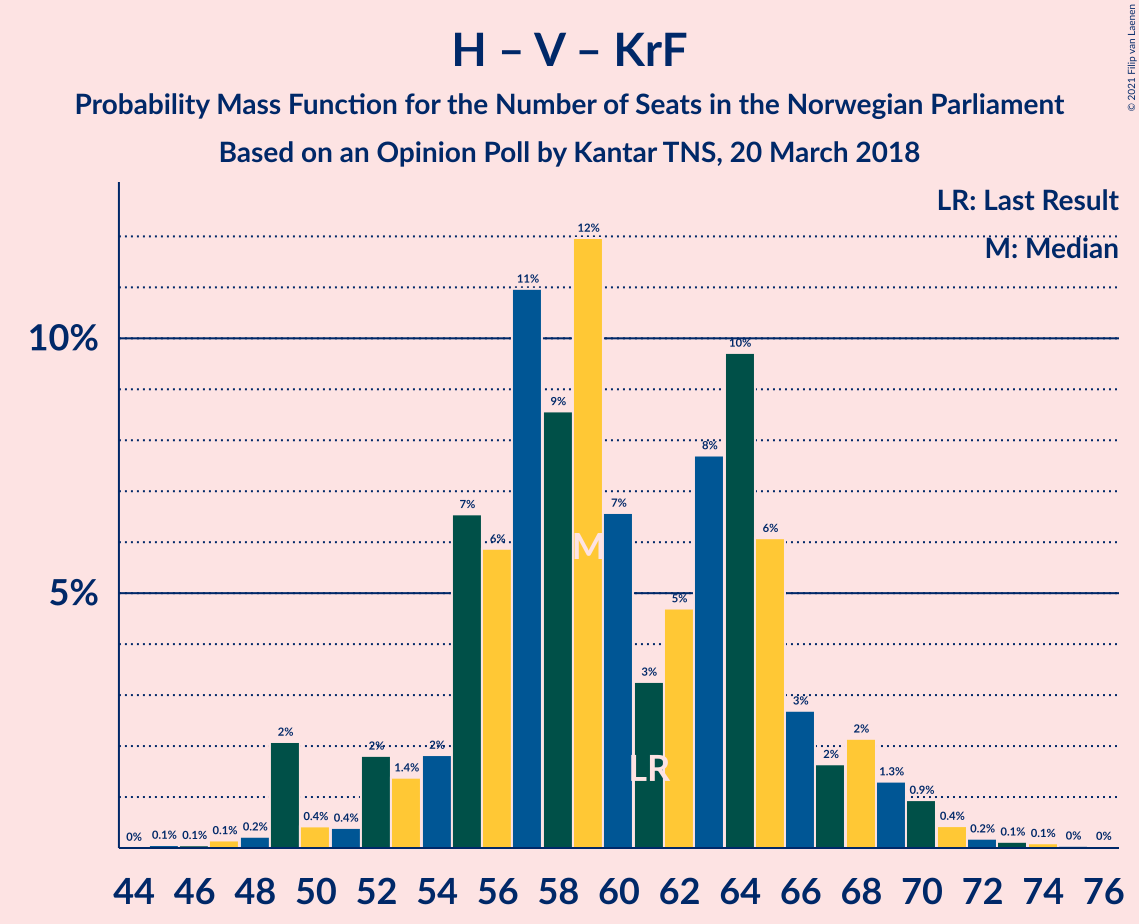 H – V – KrF
Probability Mass Function for the Number of Seats in the Norwegian Parliament
Based on an Opinion Poll by Kantar TNS, 20 March 2018
© 2021 Filip van Laenen
LR: Last Result
M: Median
10%
5%
0% 0.1% 0.1% 0.1% 0.2% 2% 0.4% 0.4% 2% 1.4% 2% 7% 6% 11% 9% 12% 7% 3% 5% 8% 10% 6% 3% 2% 2% 1.3% 0.9% 0.4% 0.2% 0.1% 0.1% 0% 0%
M
LR
44 46 48 50 52 54 56 58 60 62 64 66 68 70 72 74 76